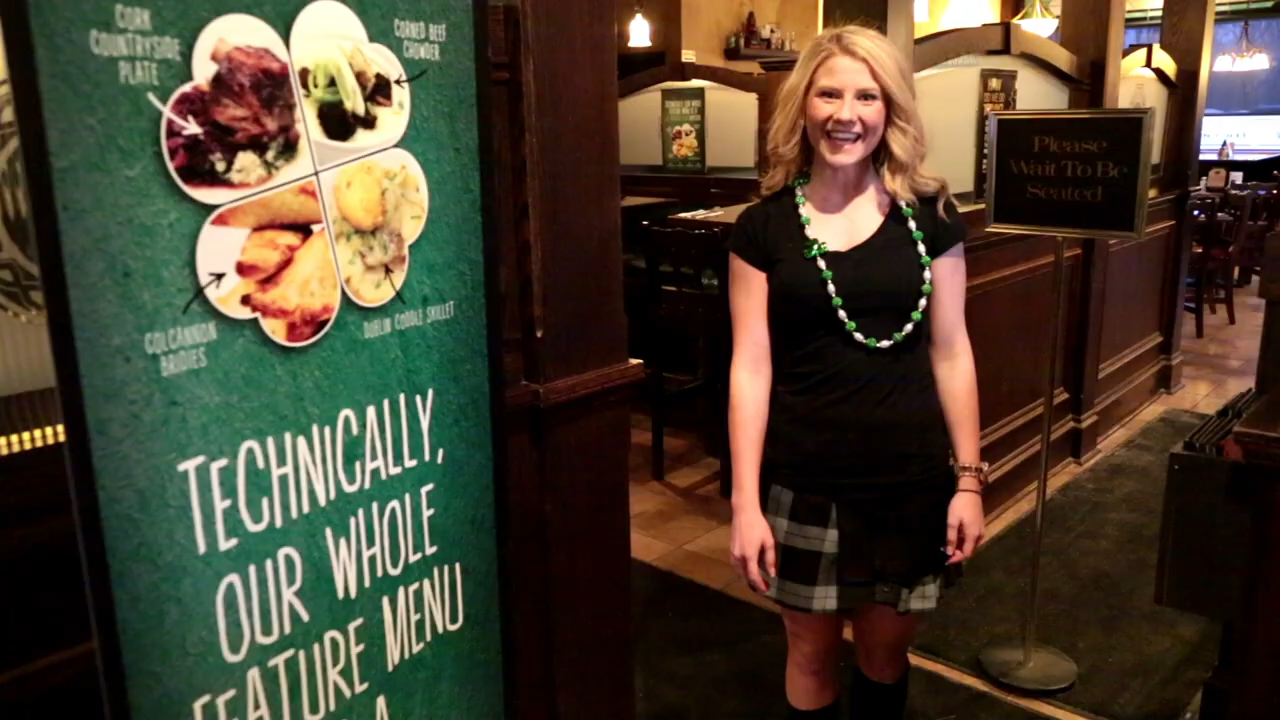 CORK
COUNTRYSIDE
PLATE
CORNED BEEF
CHOWDER
COLCANNON
BRIDIES
DUBLIN CODDLE SKILLET
TECHNICALLY,
OUR WHOLE
FEATURE MENU
Please
Wait To Be
Seated